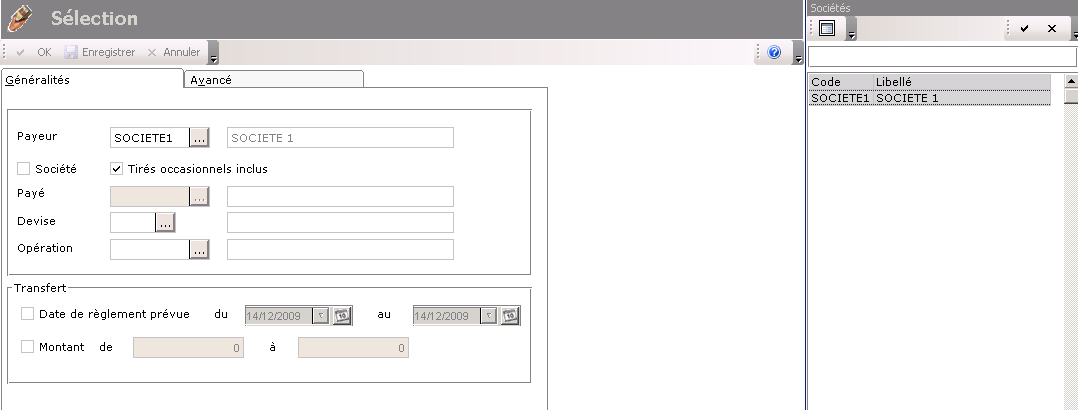 Sélection
OK Enregistrer Annuler
Généralités Avancé
Payeur SOCIETE1 ... SOCIETE 1
Société Tirés occasionnels inclus
Payé ...
Devise ...
Opération ...
Transfert
Date de règlement prévue du 14/12/2009 au 14/12/2009
Montant de 0 à 0
Sociétés
Code Libellé
SOCIETE1 SOCIETE 1